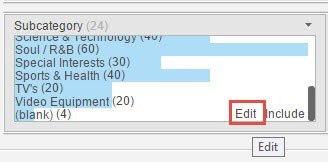 Subcategory (24)
Science & Technology (40)
Soul / R&B (60)
Special Interests (30)
Sports & Health (40)
TV's (20)
Video Equipment (20)
(blank) (4)
Edit Include
Edit